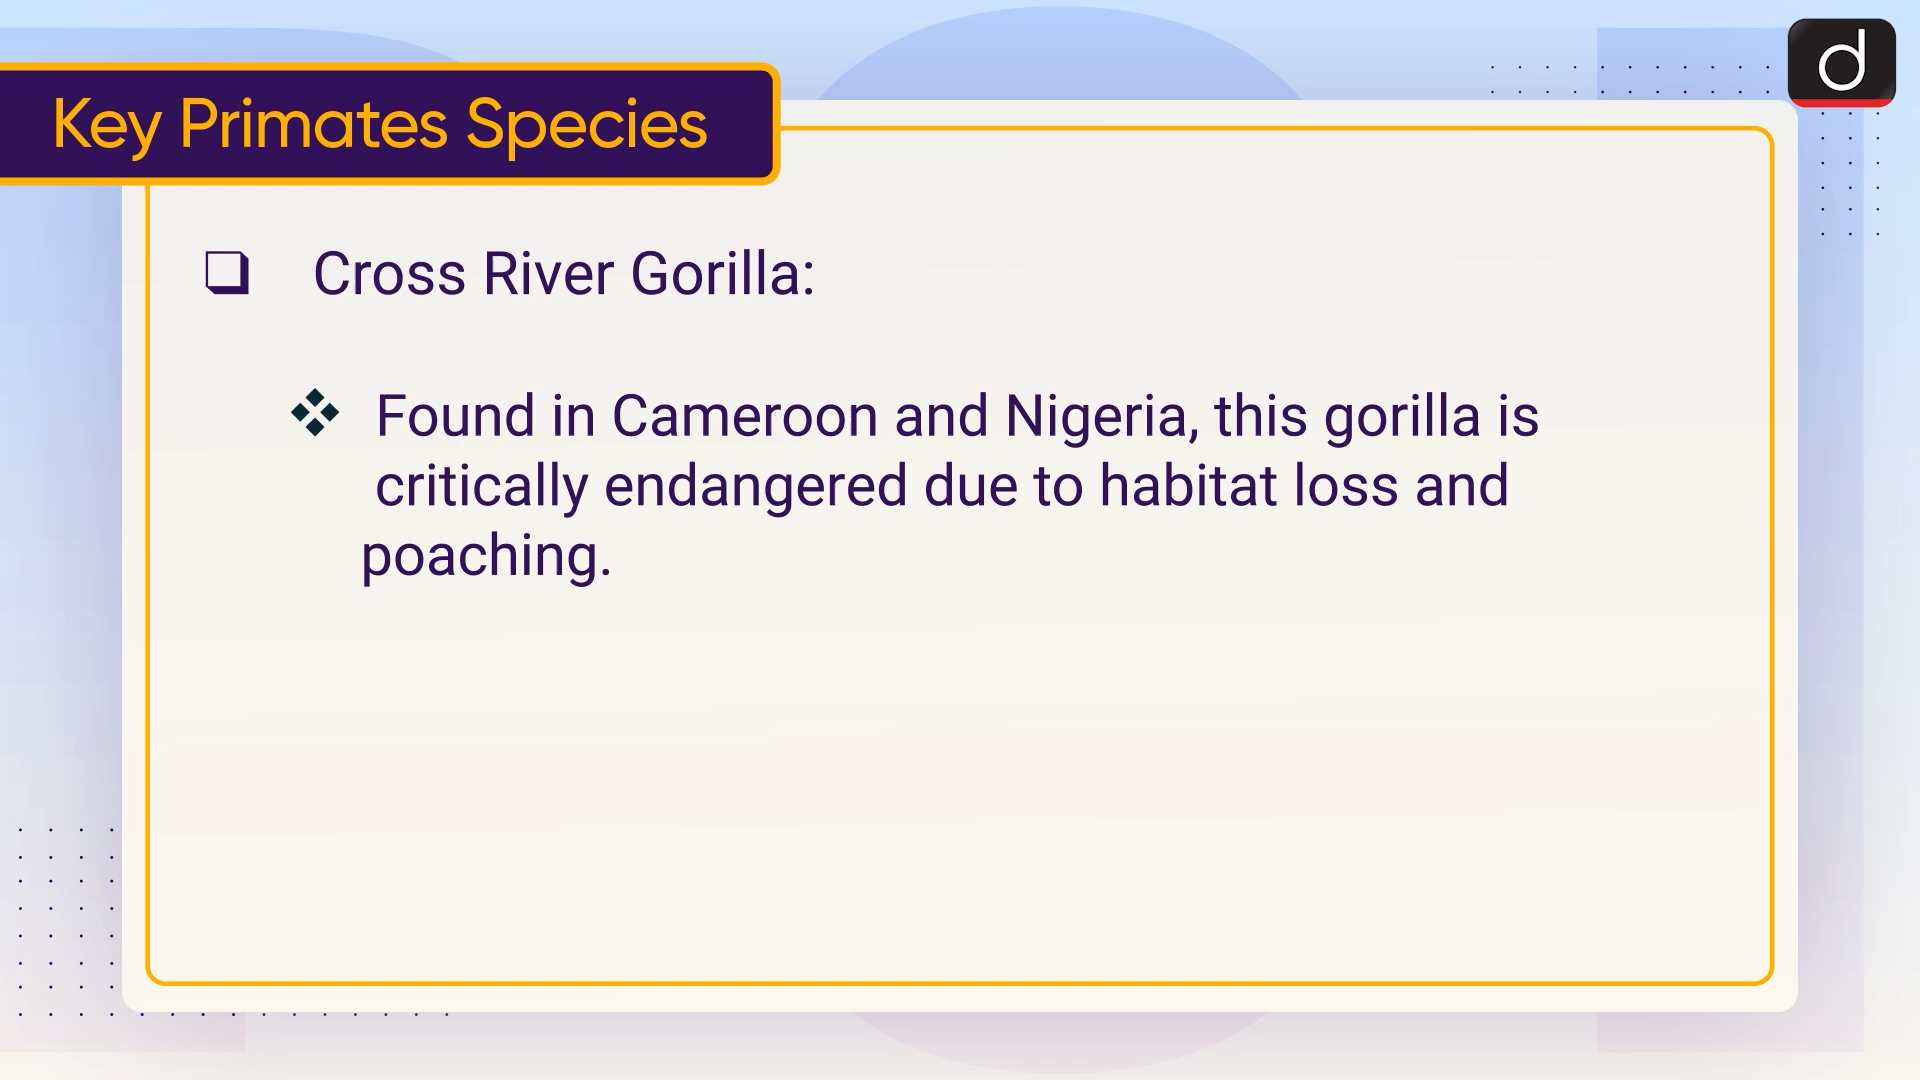 Key Primates Species
Cross River Gorilla:
Found in Cameroon and Nigeria, this gorilla is
critically endangered due to habitat loss and
poaching.
d